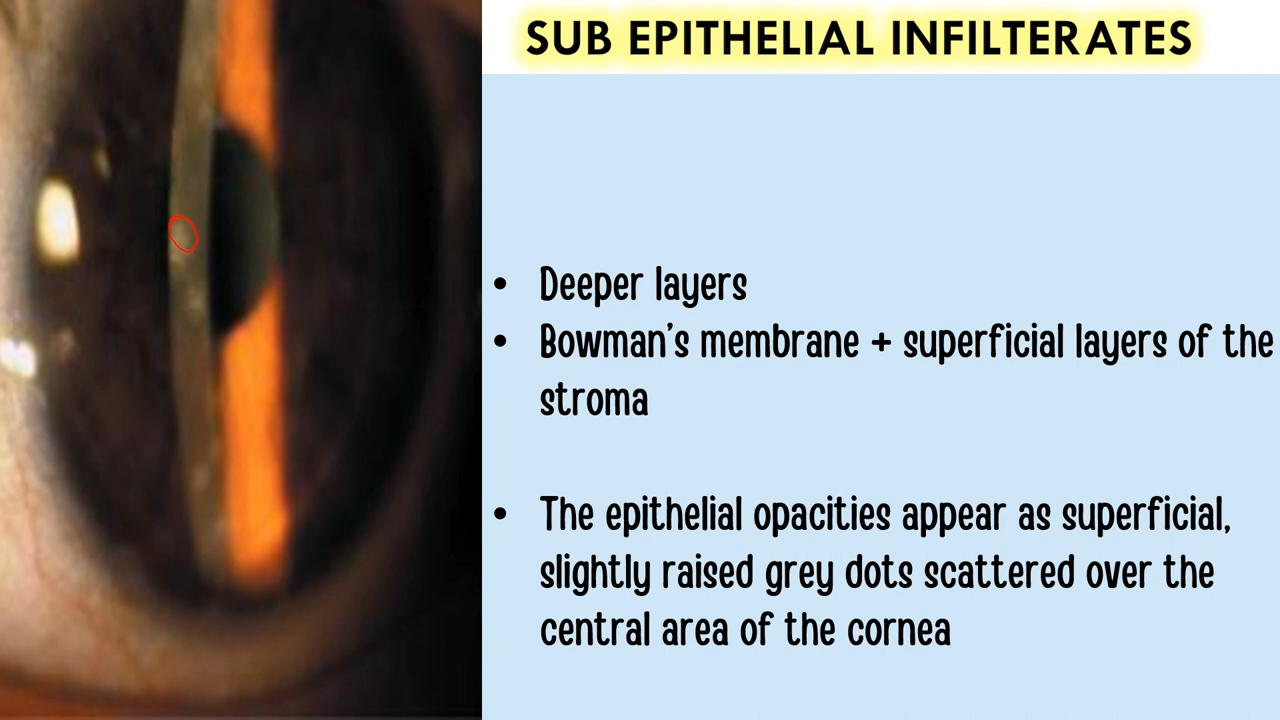 SUB EPITHELIAL INFILTERATES
• Deeper layers
• Bowman's membrane + superficial layers of the
stroma
• The epithelial opacities appear as superficial,
slightly raised grey dots scattered over the
central area of the cornea